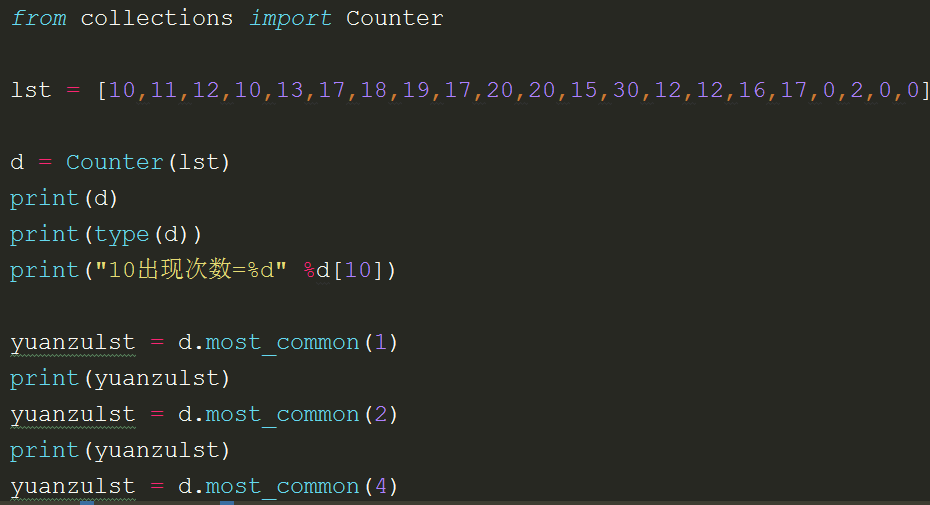 from collections import Counter
lst = [10,11,12,10,13,17,18,19,17,20,20,15,30,12,12,16,17,0,2,0,0]
d = Counter(lst)
print(d)
print(type(d))
print("10出现次数=%d" %d[10])
yuanzulst = d.most_common(1)
print(yuanzulst)
yuanzulst = d.most_common(2)
print(yuanzulst)
yuanzulst = d.most_common(4)